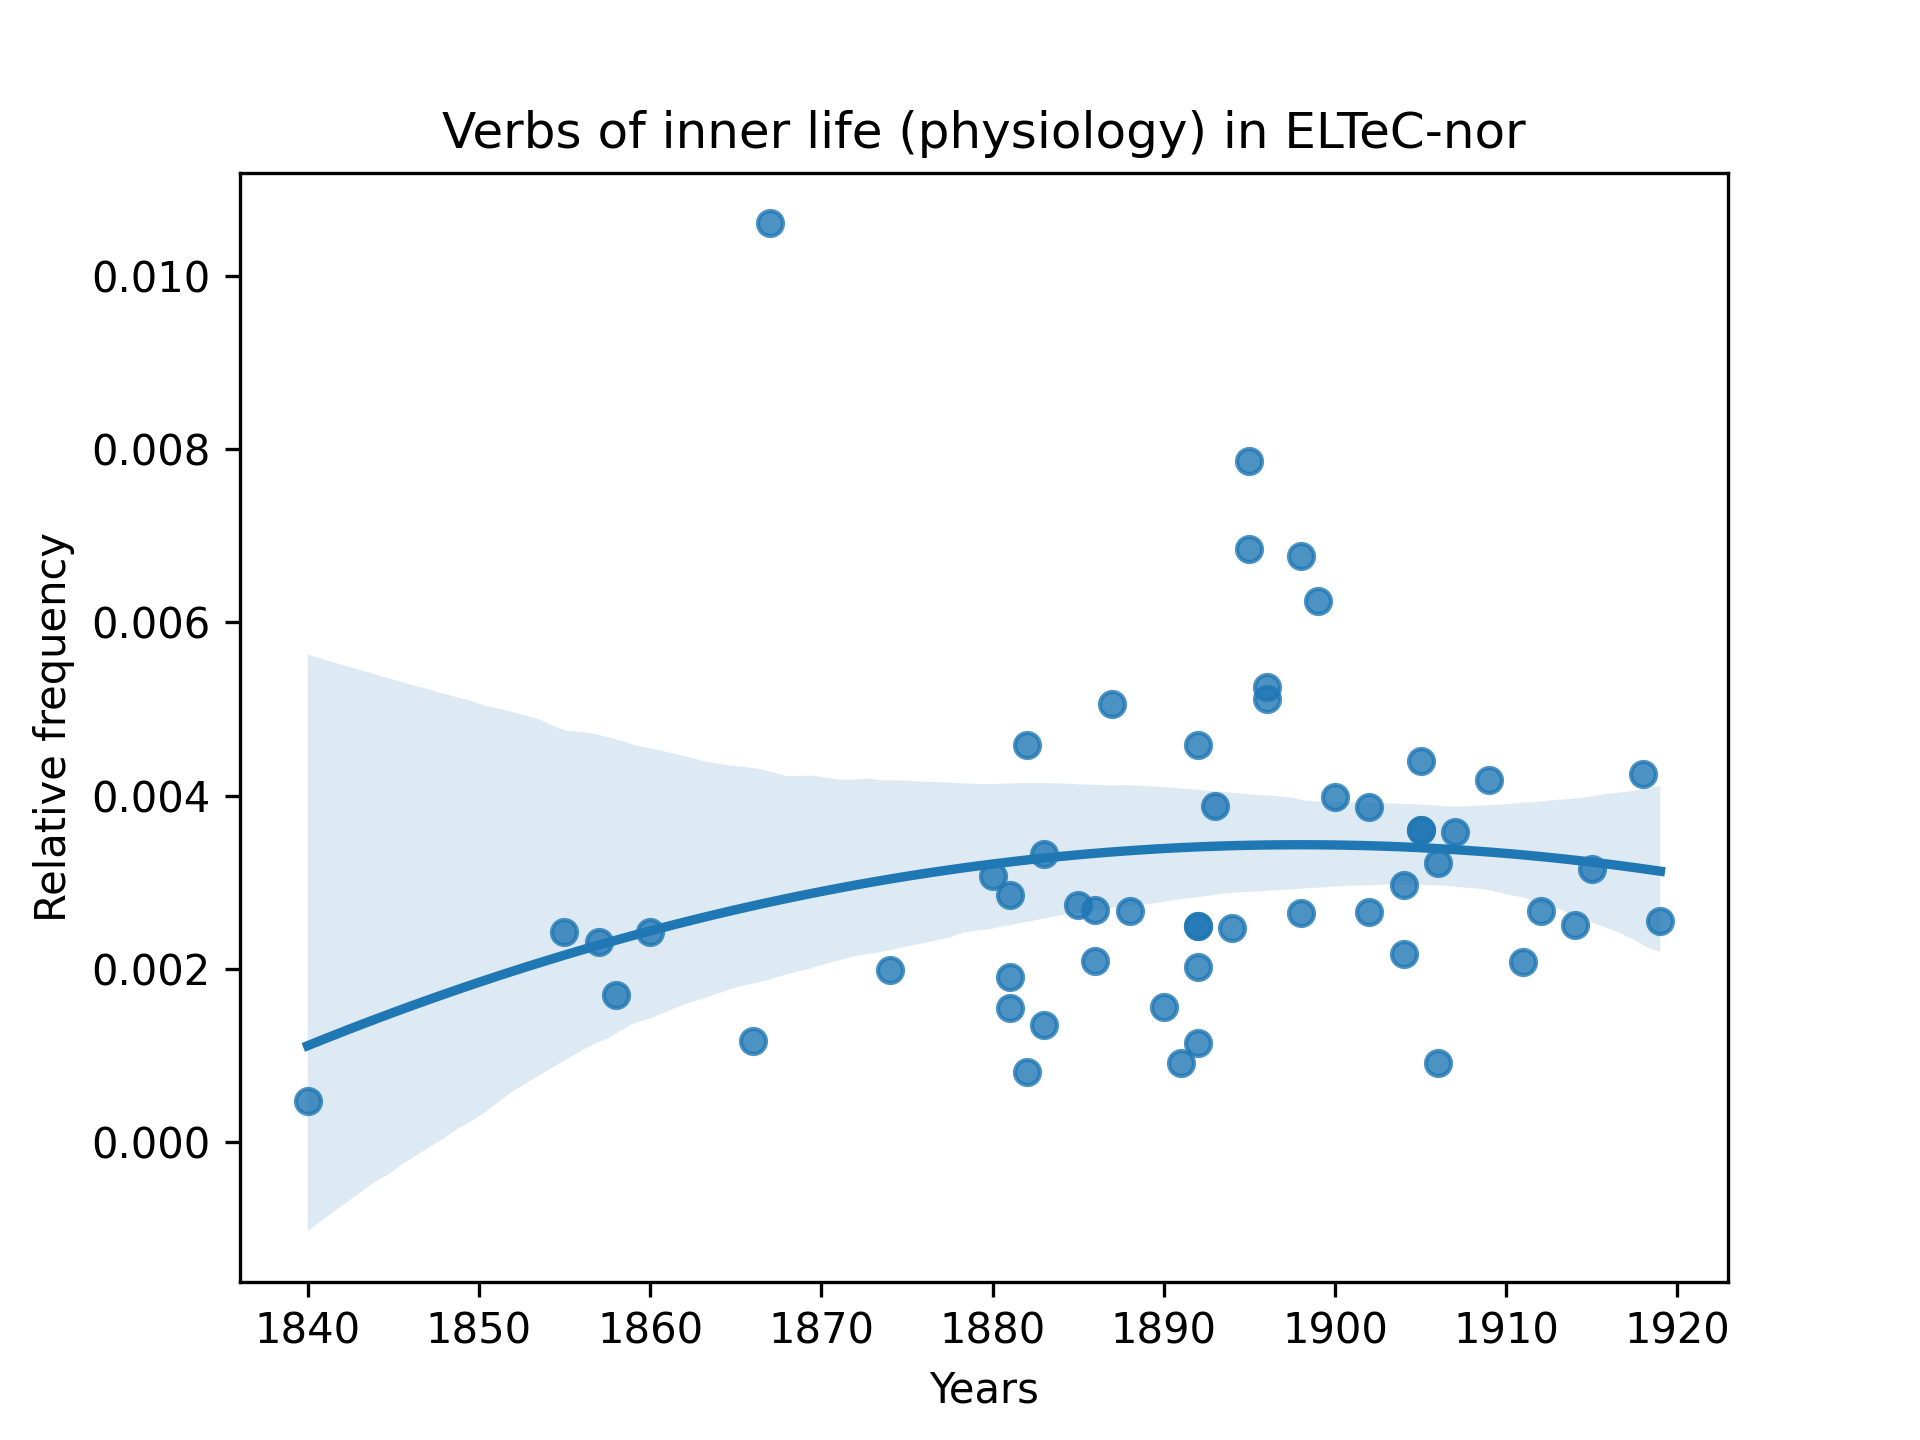 Verbs of inner life (physiology) in ELTeC-nor
Relative frequency
0.010
0.008
0.006
0.004
0.002
0.000
1840 1850 1860 1870 1880 1890 1900 1910 1920
Years